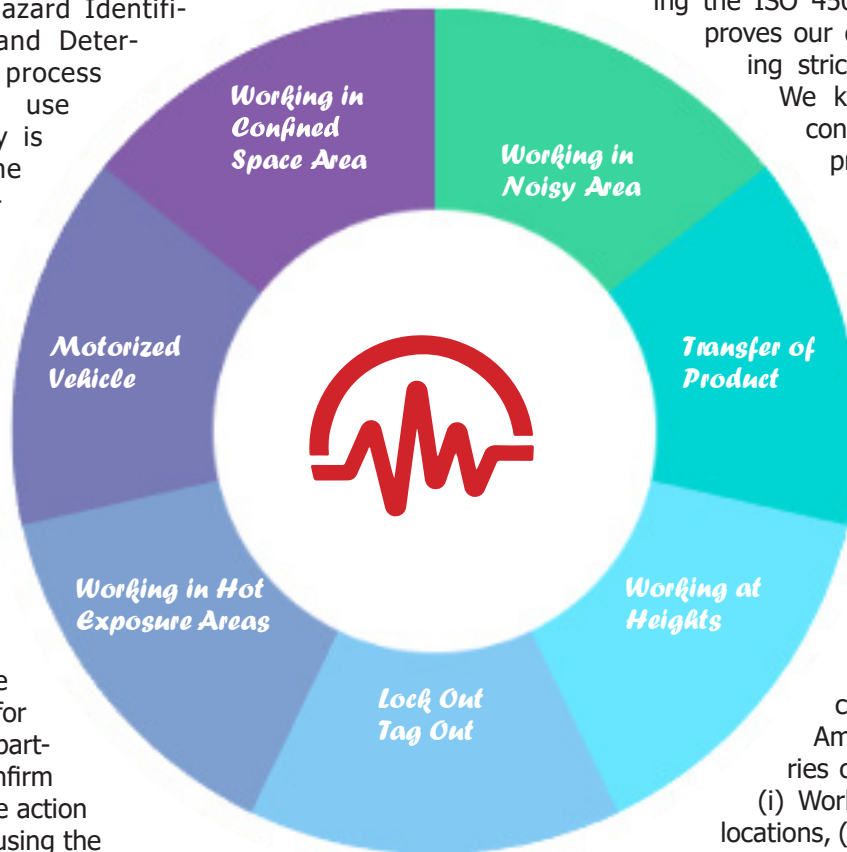 azard Identifi-
and Deter-
process
use
is
ing the ISO 450
proves our
ing stric
We k
con
pr
Working in
Confined
Space Area
Working in
Noisy Area
Motorized
Vehicle
Transfer of
Product
Working in Hot
Exposure Areas
Working at
Heights
Lock Out
Tag Out
for
part-
nfirm
e action
using the
Am
ries
(i) Work
locations, (